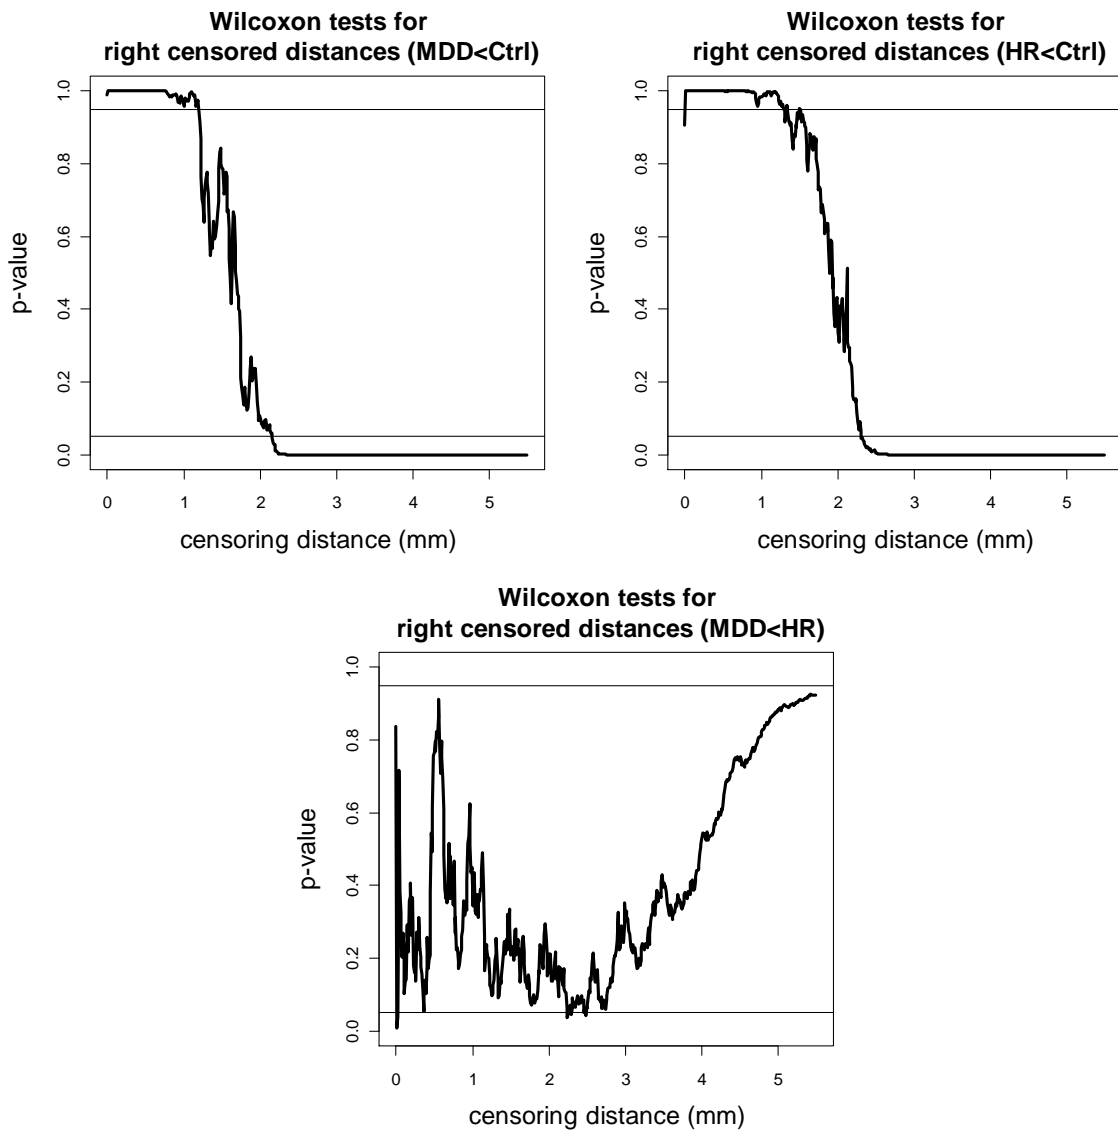 Wilcoxon tests for
right censored distances (MDD<Ctrl)
p-value
1.0
0.8
0.6
0.4
0.2
0.0
0 1 2 3 4 5
censoring distance (mm)
Wilcoxon tests for
right censored distances (HR<Ctrl)
p-value
1.0
0.8
0.6
0.4
0.2
0.0
0 1 2 3 4 5
censoring distance (mm)
Wilcoxon tests for
right censored distances (MDD<HR)
p-value
1.0
0.8
0.6
0.4
0.2
0.0
0 1 2 3 4 5
censoring distance (mm)